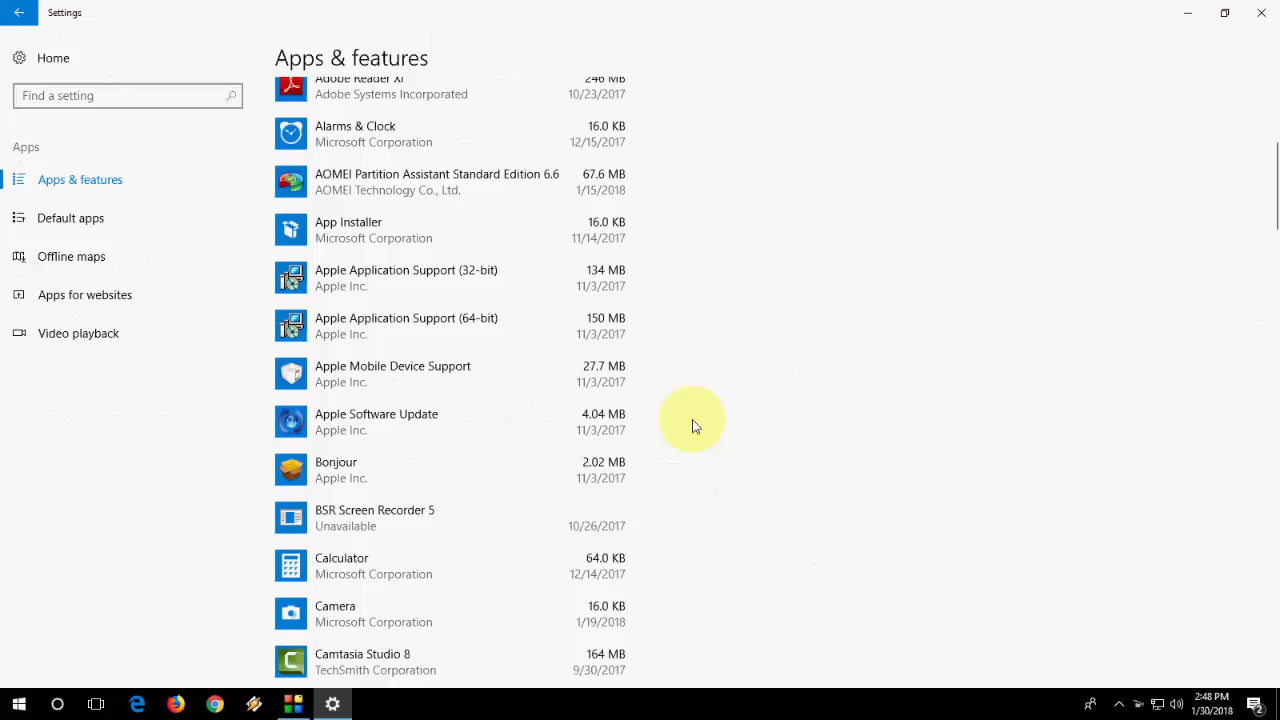 Settings
Home
Find a setting
Apps
Apps & features
Default apps
Offline maps
Apps for websites
Video playback
Apps & features
Adobe Reader XI 246 MB
Adobe Systems Incorporated 10/23/2017
Alarms & Clock 16.0 KB
Microsoft Corporation 12/15/2017
AOMEI Partition Assistant Standard Edition 6.6 67.6 MB
AOMEI Technology Co., Ltd. 1/15/2018
App Installer 16.0 KB
Microsoft Corporation 11/14/2017
Apple Application Support (32-bit) 134 MB
Apple Inc. 11/3/2017
Apple Application Support (64-bit) 150 MB
Apple Inc. 11/3/2017
Apple Mobile Device Support 27.7 MB
Apple Inc. 11/3/2017
Apple Software Update 4.04 MB
Apple Inc. 11/3/2017
Bonjour 2.02 MB
Apple Inc. 11/3/2017
BSR Screen Recorder 5
Unavailable 10/26/2017
Calculator 64.0 KB
Microsoft Corporation 12/14/2017
Camera 16.0 KB
Microsoft Corporation 1/19/2018
Camtasia Studio 8 164 MB
TechSmith Corporation 9/30/2017
2:48 PM
1/30/2018
2